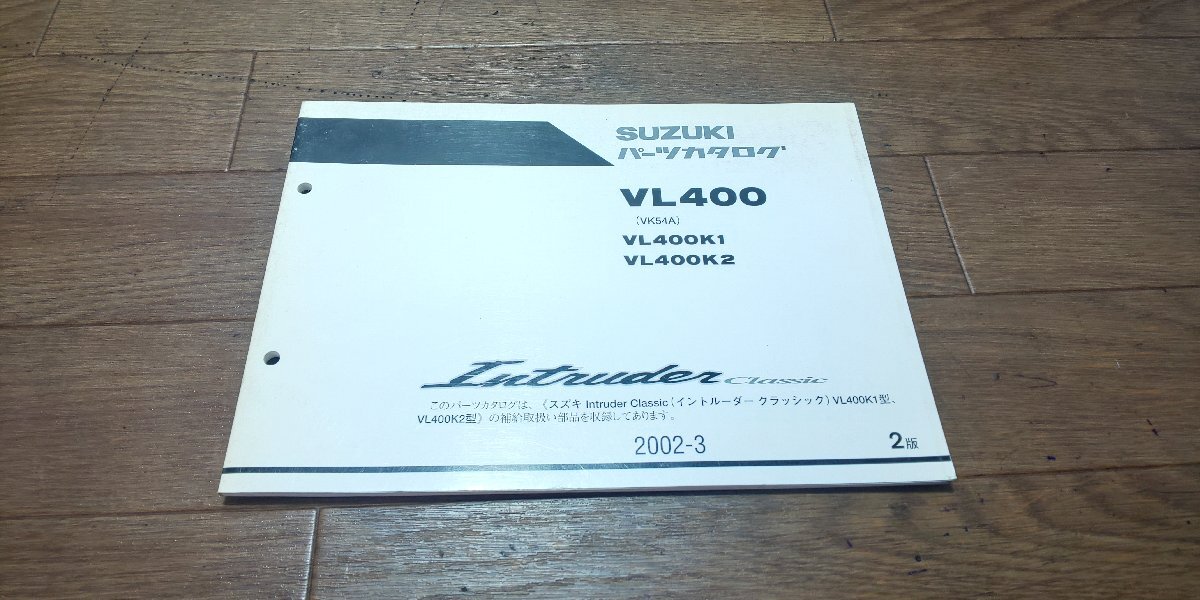 SUZUKI
パーツカタログ
VL400
(VK54A)
VL400K1
VL400K2
Intruder Classic
このパーツカタログは、《スズキ Intruder Classic(イントルーダー クラッシック)VL400K1型、
VL400K2型》の補給取扱い部品を収録してあります。
2002-3
2版